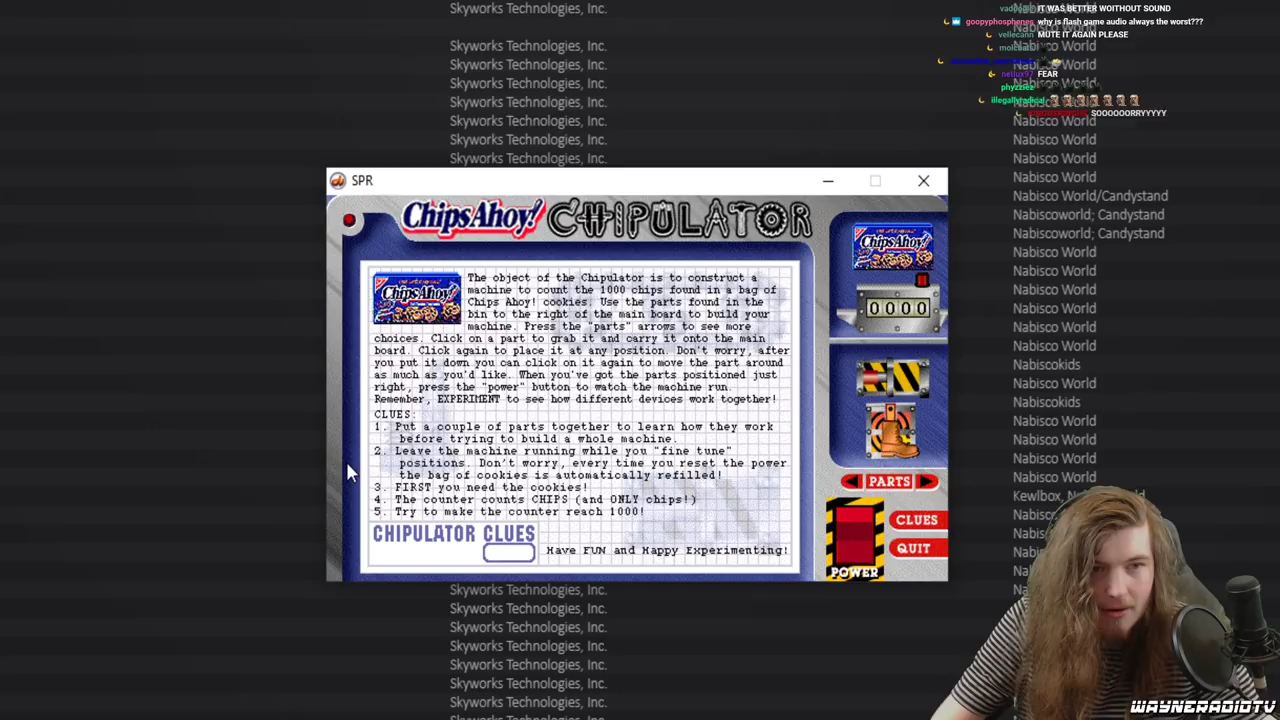 Skyworks Technologies, Inc.
Skyworks Technologies, Inc.
Skyworks Technologies, Inc.
Skyworks Technologies, Inc.
Skyworks Technologies, Inc.
Skyworks Technologies, Inc.
Skyworks Technologies, Inc.
Skyworks Technologies, Inc.
IT WAS BETTER WOITHOUT SOUND
goopyphosphenes why is flash game audio always the worst???
vellecann MUTE IT AGAIN PLEASE
netlux97 FEAR
phyzziez
SOOOOOORRYYYYY
Nabisco World
Nabisco World
Nabisco World
Nabisco World
Nabisco World/Candystand
Nabiscoworld; Candystand
Nabiscoworld; Candystand
Nabisco World
Nabisco World
Nabisco World
Nabisco World
Nabisco World
Nabisco World
Nabiscokids
Nabisco World
Nabiscokids
Nabisco World
Nabisco World
Nabisco World
Nabisco World
SPR
Chips Ahoy! CHIPULATOR
Chips Ahoy!
0000
Chips Ahoy!
The object of the Chipulator is to construct a
machine to count the 1000 chips found in a bag of
Chips Ahoy! cookies. Use the parts found in the
bin to the right of the main board to build your
machine. Press the "parts" arrows to see more
choices. Click on a part to grab it and carry it onto the main
board. Click again to place it at any position. Don't worry, after
you put it down you can click on it again to move the part around
as much as you'd like. When you've got the parts positioned just
right, press the "power" button to watch the machine run.
Remember, EXPERIMENT to see how different devices work together!
CLUES:
1. Put a couple of parts together to learn how they work
before trying to build a whole machine.
2. Leave the machine running while you "fine tune"
positions. Don't worry, every time you reset the power
the bag of cookies is automatically refilled!
3. FIRST you need the cookies!
4. The counter counts CHIPS (and ONLY chips!)
5. Try to make the counter reach 1000!
CHIPULATOR CLUES
Have FUN and Happy Experimenting!
PARTS
CLUES
QUIT
POWER
Skyworks Technologies, Inc.
Skyworks Technologies, Inc.
Skyworks Technologies, Inc.
Skyworks Technologies, Inc.
Skyworks Technologies, Inc.
Skyworks Technologies, Inc.
Skyworks Technologies, Inc.
WAYNERADIOTV